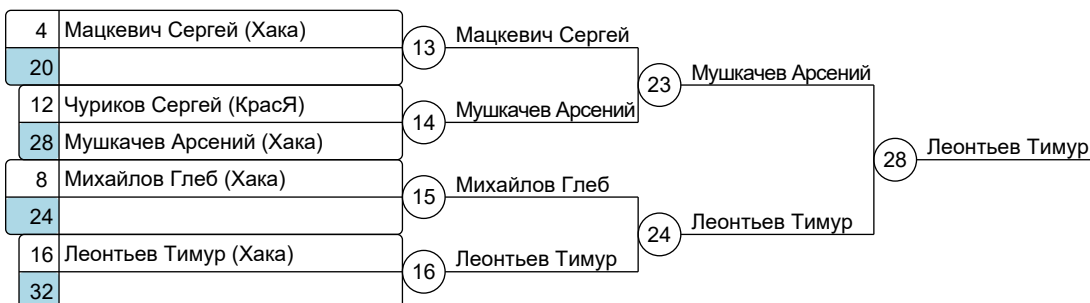 4 Мацкевич Сергей (Хака)
20
12 Чуриков Сергей (КрасЯ)
28 Мушкачев Арсений (Хака)
8 Михайлов Глеб (Хака)
24
16 Леонтьев Тимур (Хака)
32
13 Мацкевич Сергей
14 Мушкачев Арсений
15 Михайлов Глеб
16 Леонтьев Тимур
23 Мушкачев Арсений
24 Леонтьев Тимур
28 Леонтьев Тимур